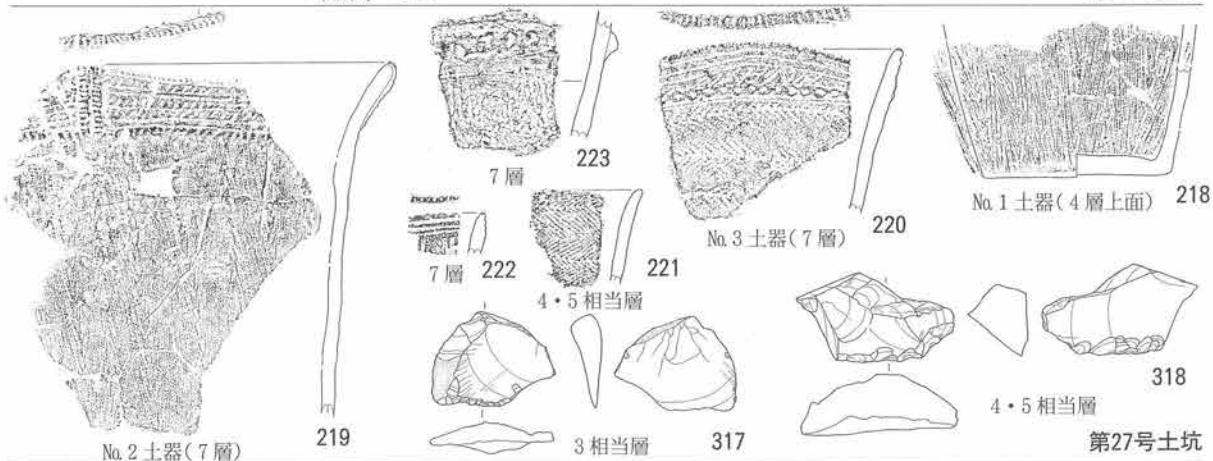 223
7層
No.1土器(4層上面) 218
No.3土器(7層) 220
7層 222
221
4・5相当層
318
4・5相当層
3相当層 317
219
No.2土器(7層)
第27号土坑